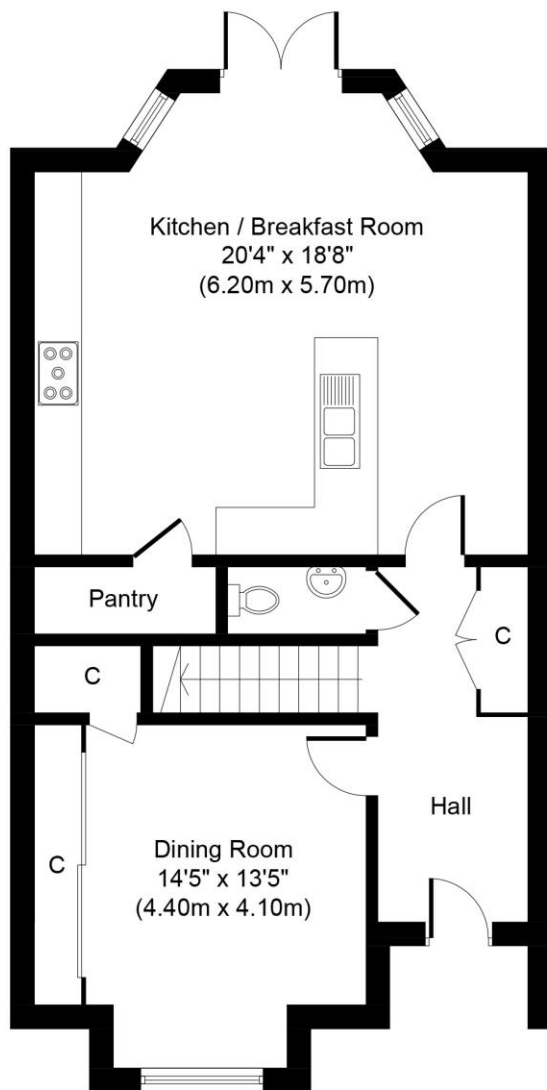 Kitchen / Breakfast Room
20'4" x 18'8"
(6.20m x 5.70m)
Pantry
C
C
Hall
Dining Room
14'5" x 13'5"
(4.40m x 4.10m)
C